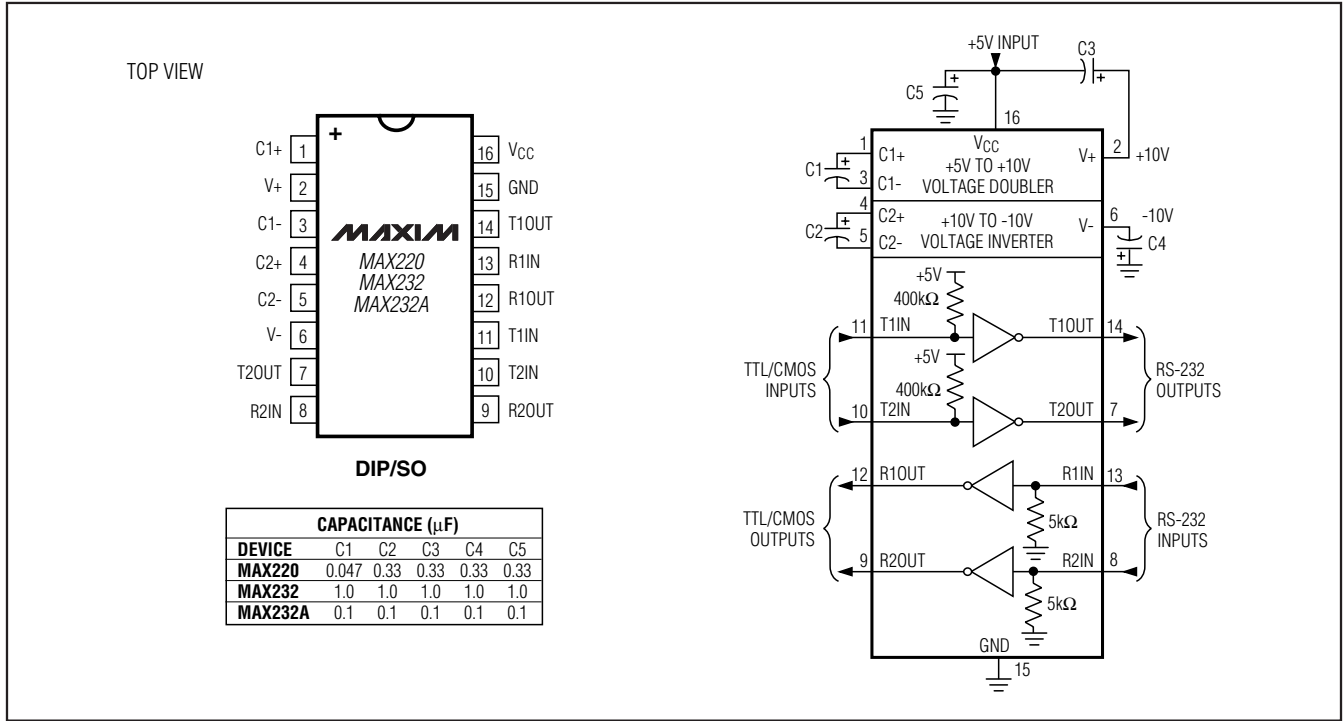 TOP VIEW
+
C1+ 1
V+ 2
C1- 3
C2+ 4
C2- 5
V- 6
T2OUT 7
R2IN 8
16 VCC
15 GND
14 T1OUT
13 R1IN
12 R1OUT
11 T1IN
10 T2IN
9 R2OUT
MAXIM
MAX220
MAX232
MAX232A
DIP/SO
CAPACITANCE (μF)
DEVICE C1 C2 C3 C4 C5
MAX220 0.047 0.33 0.33 0.33 0.33
MAX232 1.0 1.0 1.0 1.0 1.0
MAX232A 0.1 0.1 0.1 0.1 0.1
+5V INPUT
C3
+
C5
+
16
VCC
1
C1+
C1
+
3
C1-
+5V TO +10V
VOLTAGE DOUBLER
V+
2
+10V
4
C2+
C2
+
5
C2-
+10V TO -10V
VOLTAGE INVERTER
V-
6
-10V
C4
+
+5V
400kΩ
11 T1IN
T1OUT 14
+5V
400kΩ
10 T2IN
T2OUT 7
TTL/CMOS
INPUTS
RS-232
OUTPUTS
12 R1OUT
R1IN 13
5kΩ
9 R2OUT
R2IN 8
5kΩ
TTL/CMOS
OUTPUTS
RS-232
INPUTS
GND
15